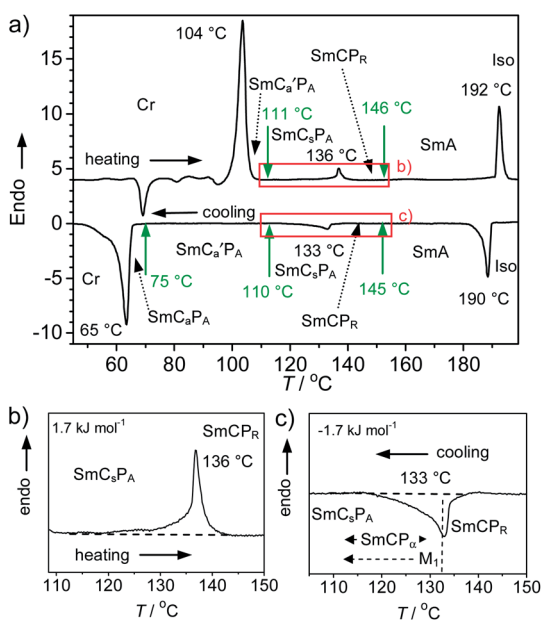 a)
104 °C
Iso
192 °C
SmCPR
SmCa′PA
Cr
111 °C
146 °C
SmCsPA
SmA
136 °C
heating
b)
cooling
c)
SmCa′PA
133 °C
SmA
Cr
SmCsPA
Iso
75 °C
110 °C
145 °C
190 °C
65 °C
SmCaPA
SmCPR
Endo
15
10
5
0
-5
-10
60 80 100 120 140 160 180
T / °C
b)
1.7 kJ mol-1
SmCPR
136 °C
SmCsPA
heating
endo
110 120 130 140 150
T / °C
c)
-1.7 kJ mol-1
cooling
133 °C
SmCsPA
SmCPR
SmCPα
M1
endo
110 120 130 140 150
T / °C